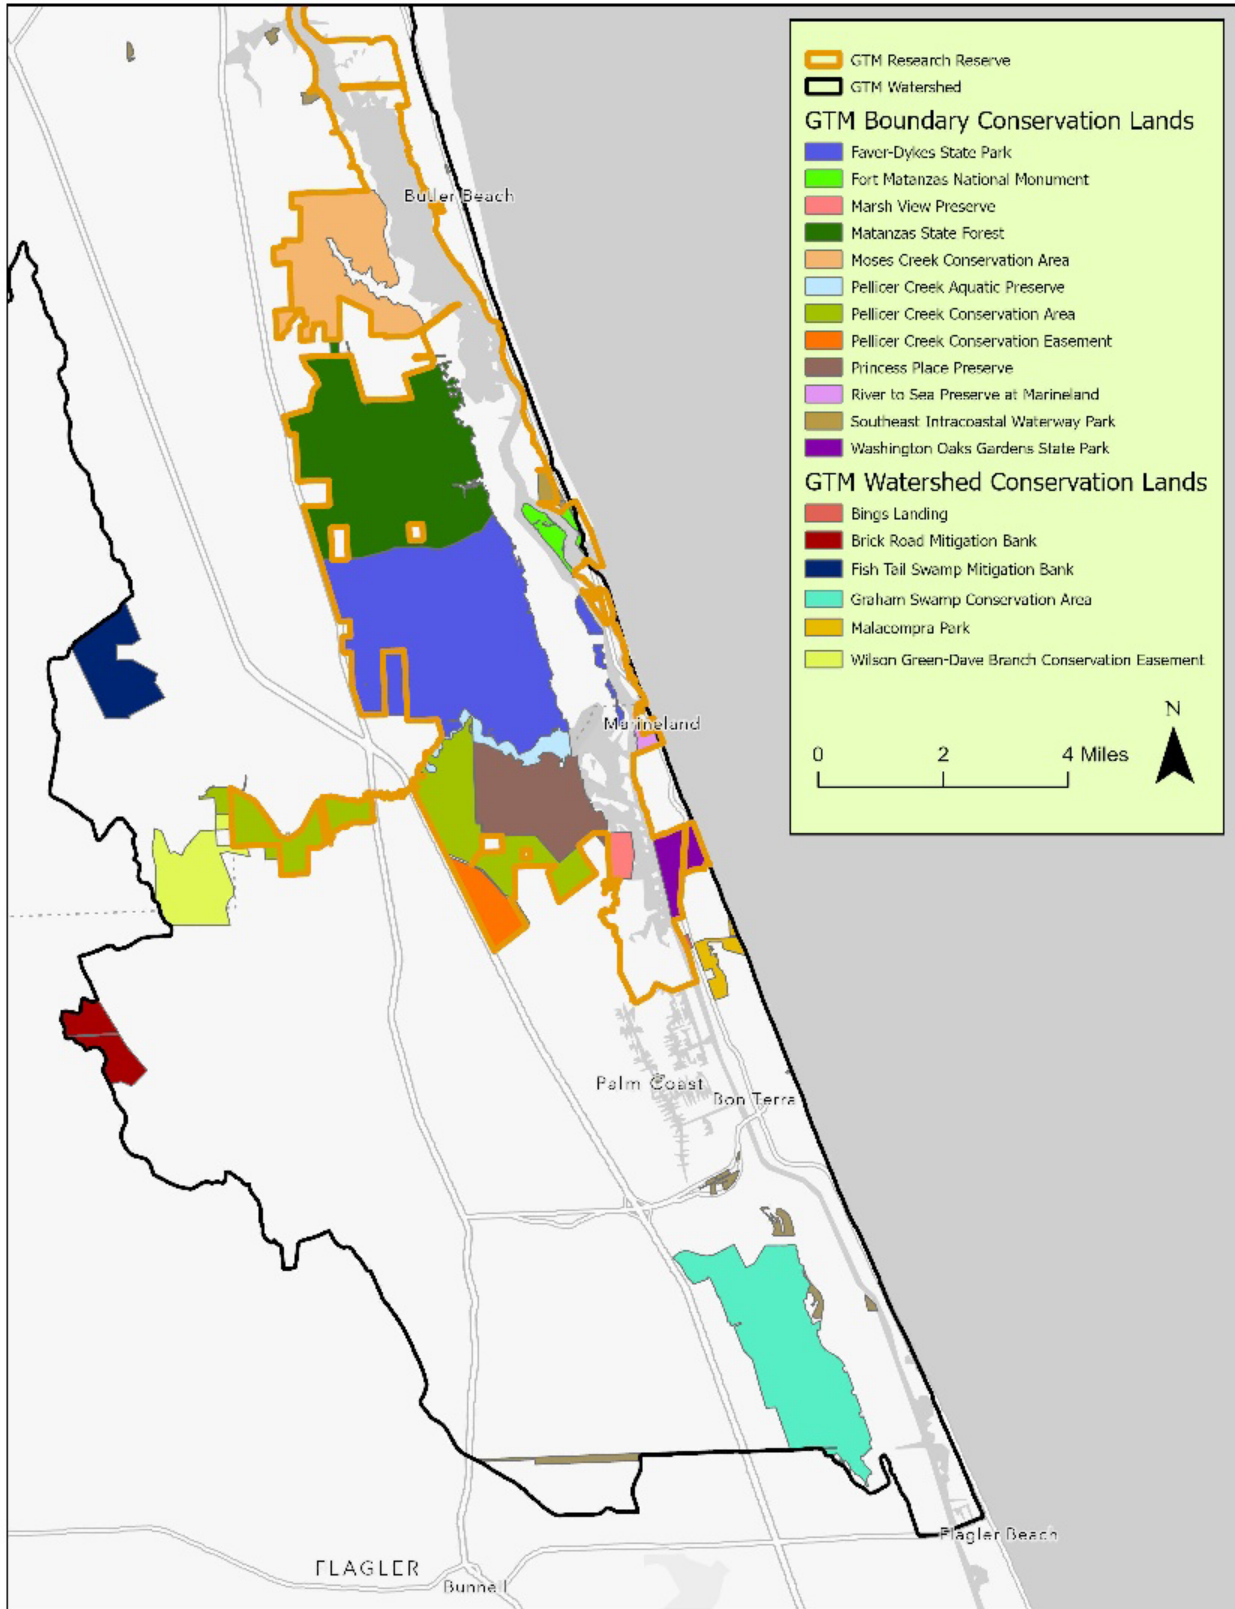 GTM Research Reserve
GTM Watershed
GTM Boundary Conservation Lands
Faver-Dykes State Park
Fort Matanzas National Monument
Marsh View Preserve
Matanzas State Forest
Moses Creek Conservation Area
Pellicer Creek Aquatic Preserve
Pellicer Creek Conservation Area
Pellicer Creek Conservation Easement
Princess Place Preserve
River to Sea Preserve at Marineland
Southeast Intracoastal Waterway Park
Washington Oaks Gardens State Park
GTM Watershed Conservation Lands
Bings Landing
Brick Road Mitigation Bank
Fish Tail Swamp Mitigation Bank
Graham Swamp Conservation Area
Malacompra Park
Wilson Green-Dave Branch Conservation Easement
N
0 2 4 Miles
Butler Beach
Marineland
Palm Coast
Bon Terra
Flagler Beach
FLAGLER
Bunnell